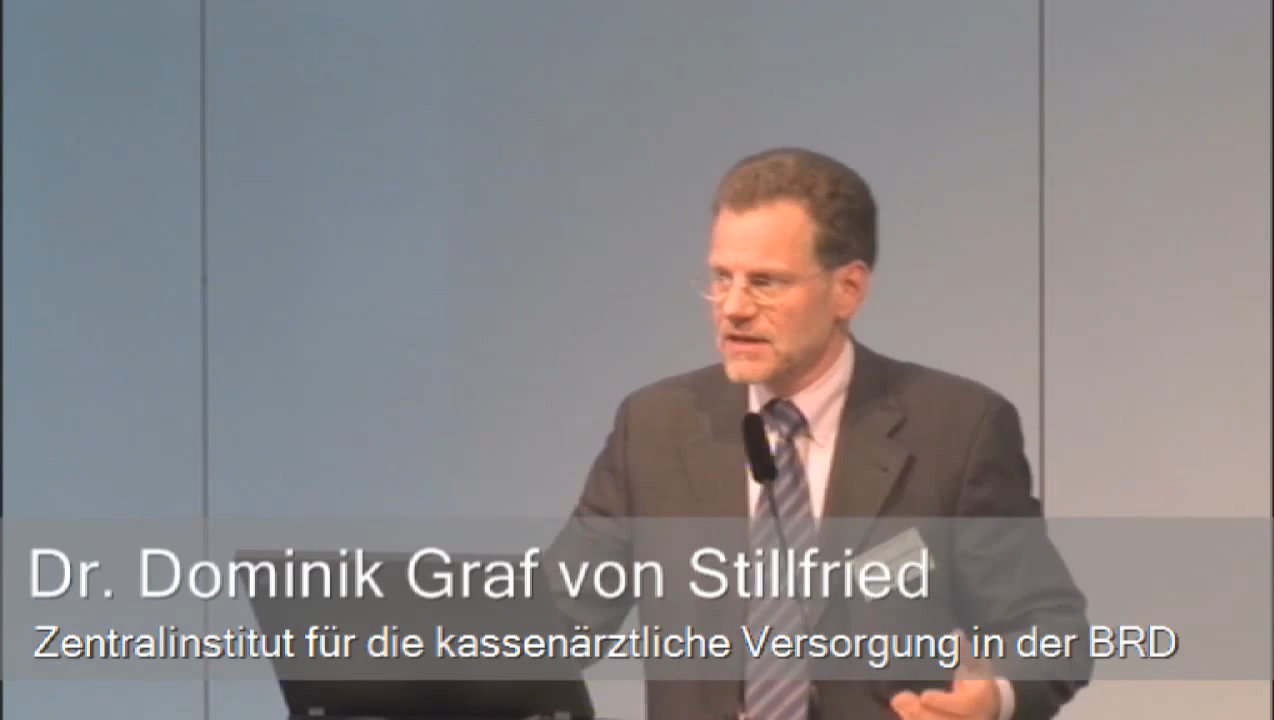 Dr. Dominik Graf von Stillfried
Zentralinstitut für die kassenärztliche Versorgung in der BRD